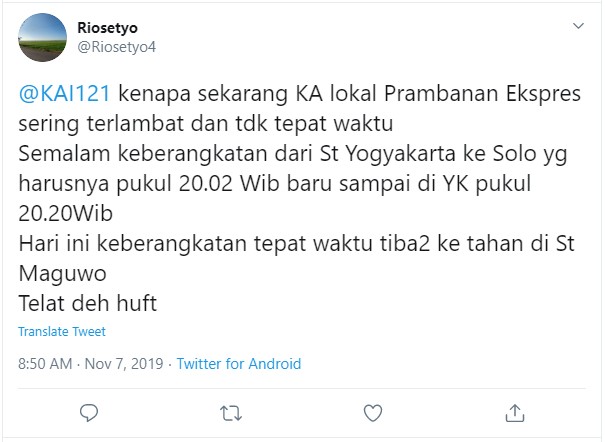 Riosetyo
@Riosetyo4
@KAI121 kenapa sekarang KA lokal Prambanan Ekspres
sering terlambat dan tdk tepat waktu
Semalam keberangkatan dari St Yogyakarta ke Solo yg
harusnya pukul 20.02 Wib baru sampai di YK pukul
20.20Wib
Hari ini keberangkatan tepat waktu tiba2 ke tahan di St
Maguwo
Telat deh huft
Translate Tweet
8:50 AM · Nov 7, 2019 · Twitter for Android